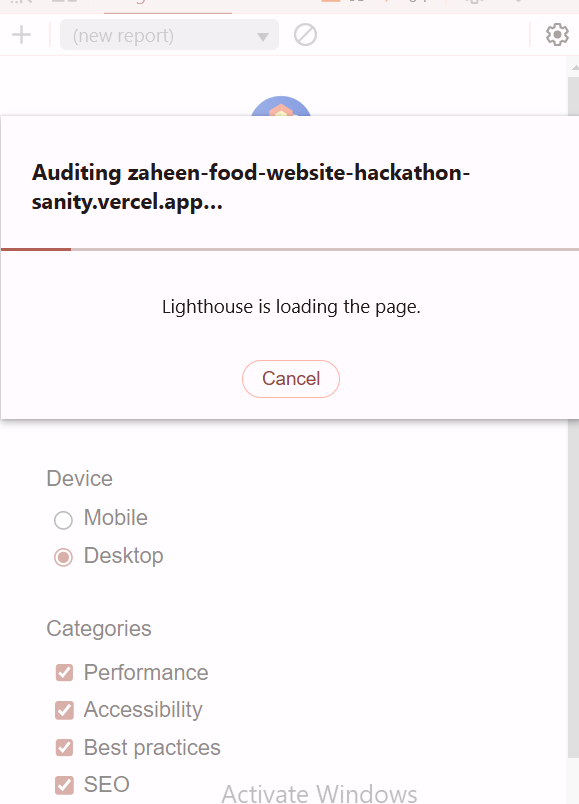 (new report)
Auditing zaheen-food-website-hackathon-
sanity.vercel.app...
Lighthouse is loading the page.
Cancel
Device
Mobile
Desktop
Categories
Performance
Accessibility
Best practices
SEO
Activate Windows